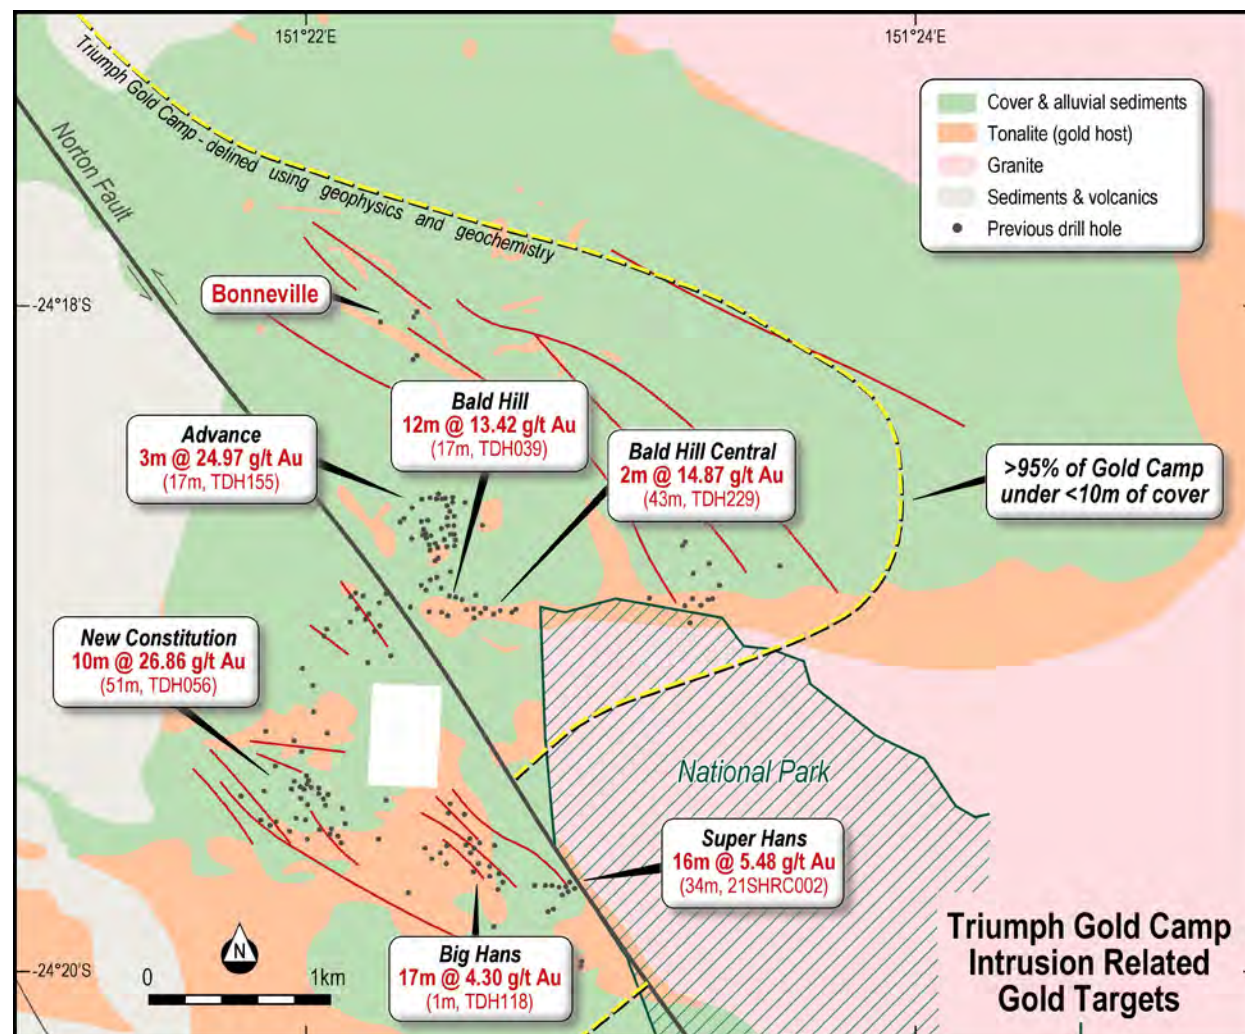 151°22'E
151°24'E
Triumph Gold Camp - defined using geophysics and geochemistry
Norton Fault
Cover & alluvial sediments
Tonalite (gold host)
Granite
Sediments & volcanics
Previous drill hole
-24°18'S
Bonneville
Bald Hill
12m @ 13.42 g/t Au
(17m, TDH039)
Advance
3m @ 24.97 g/t Au
(17m, TDH155)
Bald Hill Central
2m @ 14.87 g/t Au
(43m, TDH229)
>95% of Gold Camp
under <10m of cover
New Constitution
10m @ 26.86 g/t Au
(51m, TDH056)
National Park
Super Hans
16m @ 5.48 g/t Au
(34m, 21SHRC002)
Big Hans
17m @ 4.30 g/t Au
(1m, TDH118)
N
-24°20'S
0
1km
Triumph Gold Camp
Intrusion Related
Gold Targets